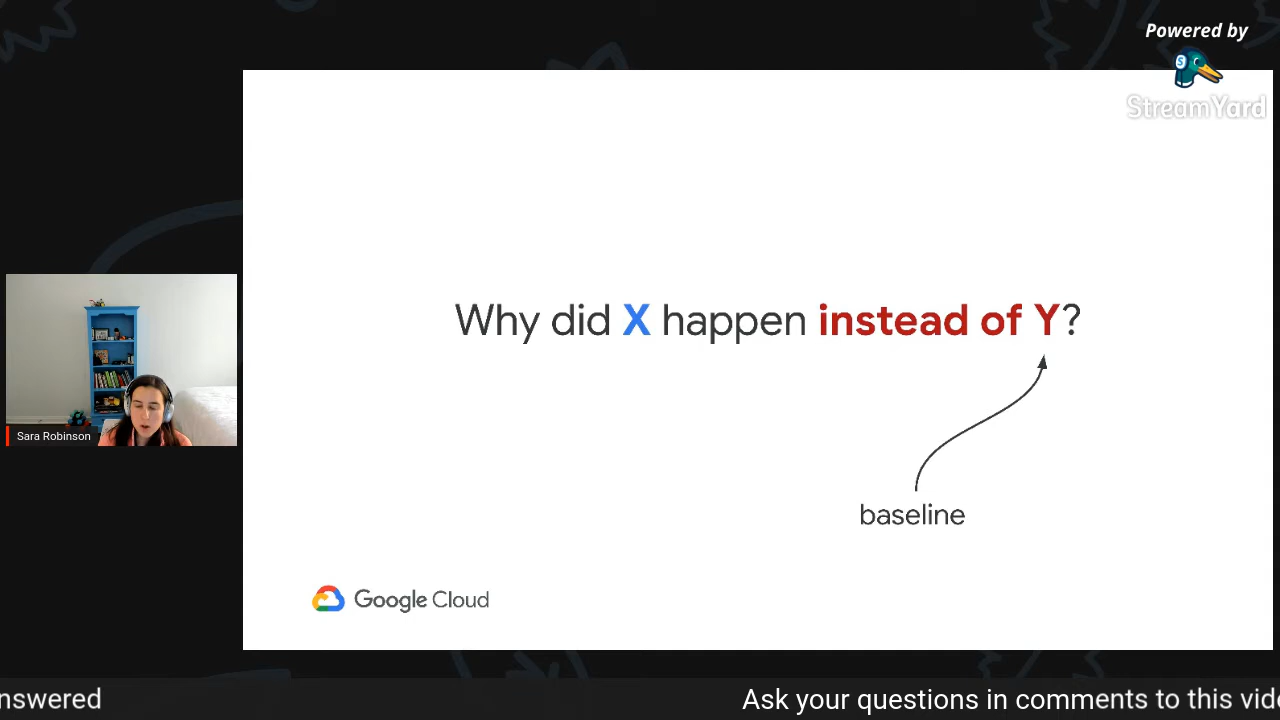 Powered by
StreamYard
Why did X happen instead of Y?
baseline
Sara Robinson
Google Cloud
nswered
Ask your questions in comments to this vid